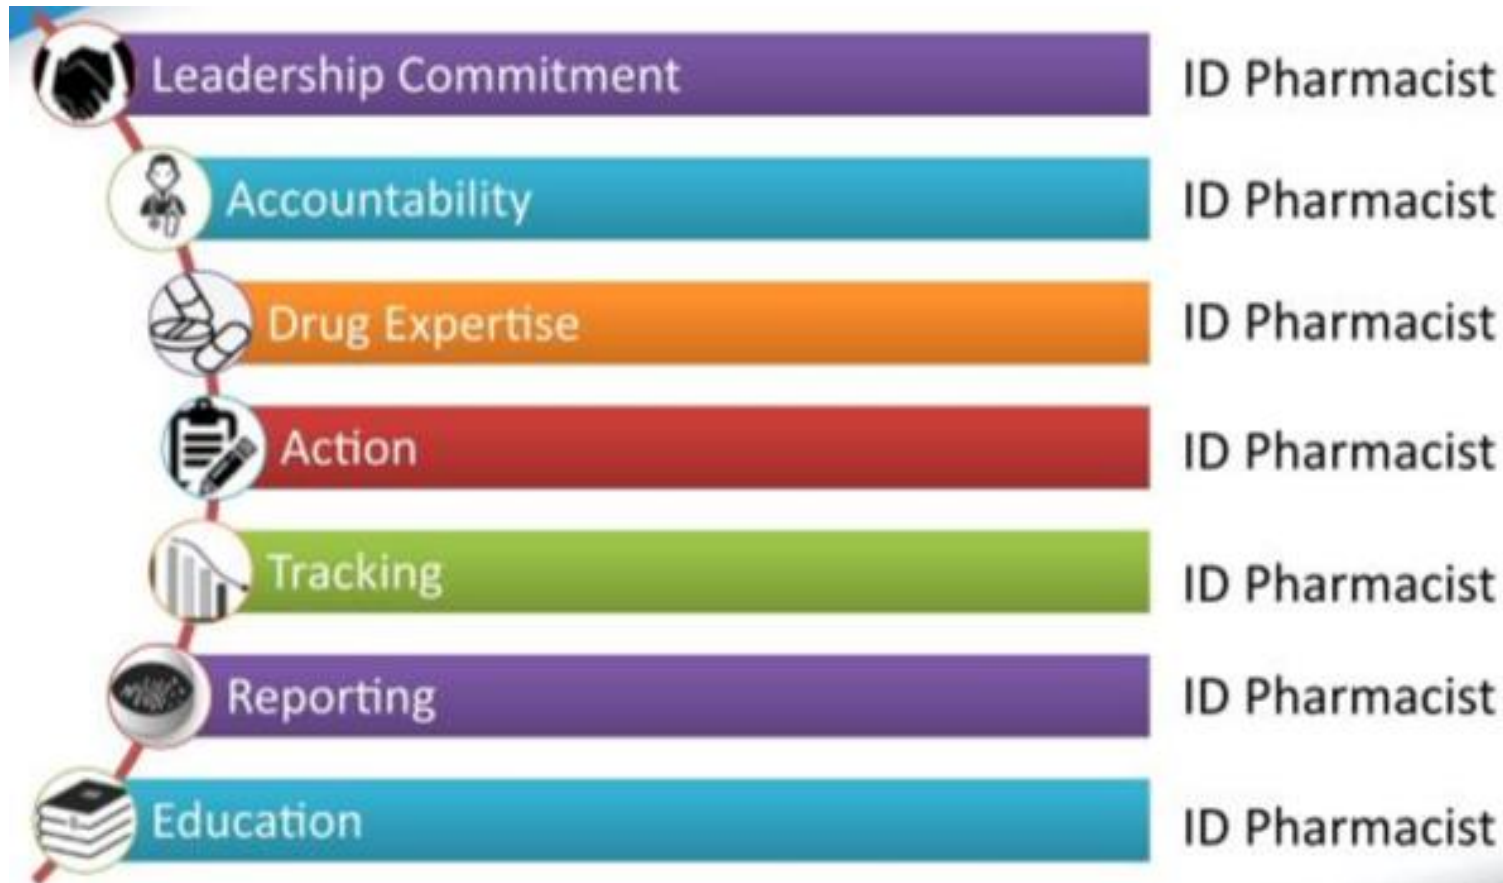 Leadership Commitment ID Pharmacist
Accountability ID Pharmacist
Drug Expertise ID Pharmacist
Action ID Pharmacist
Tracking ID Pharmacist
Reporting ID Pharmacist
Education ID Pharmacist